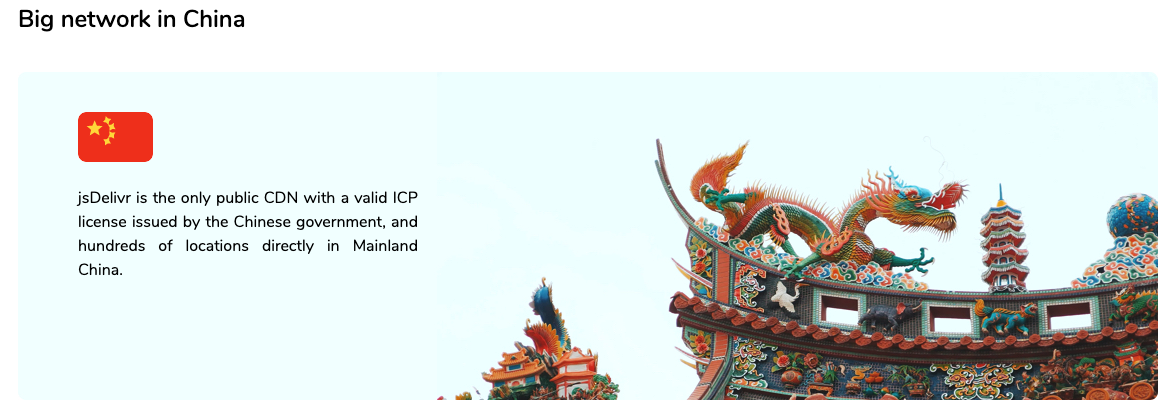 Big network in China
jsDelivr is the only public CDN with a valid ICP
license issued by the Chinese government, and
hundreds of locations directly in Mainland
China.